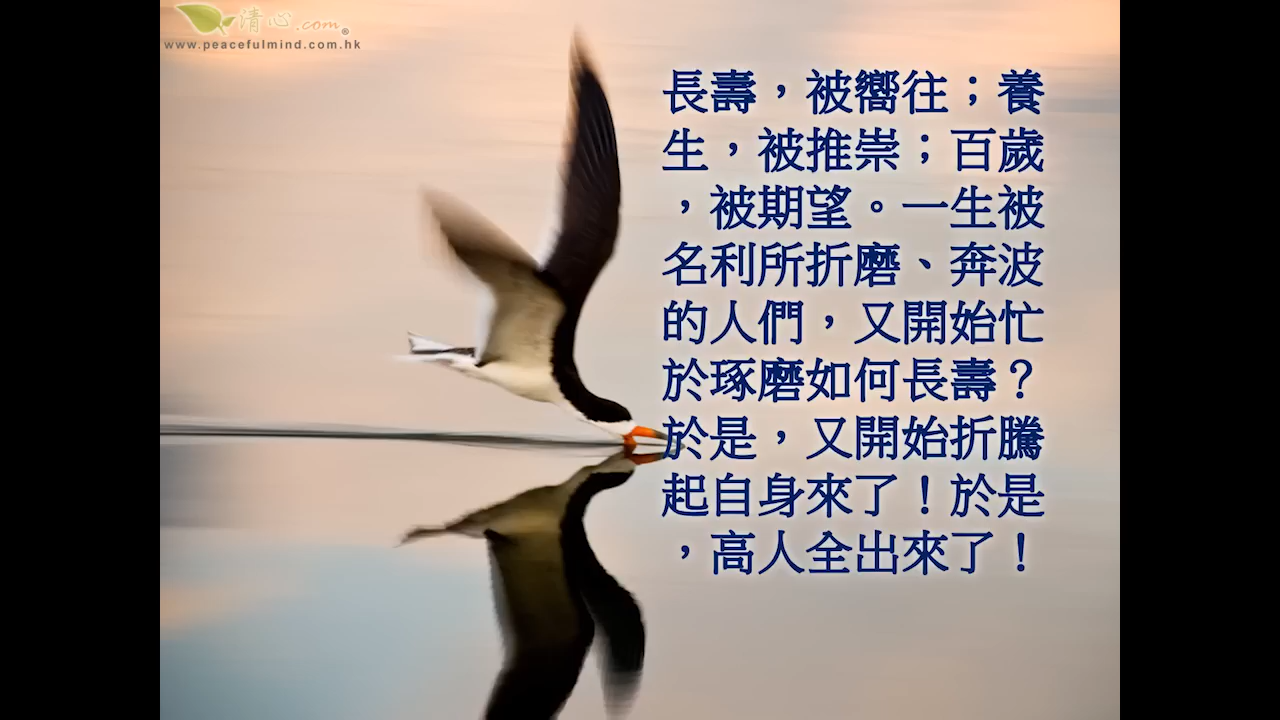 清心.com®
www.peacefulmind.com.hk
長壽，被嚮往；養
生，被推崇；百歲
，被期望。一生被
名利所折磨、奔波
的人們，又開始忙
於琢磨如何長壽？
於是，又開始折騰
起自身來了！於是
，高人全出來了！